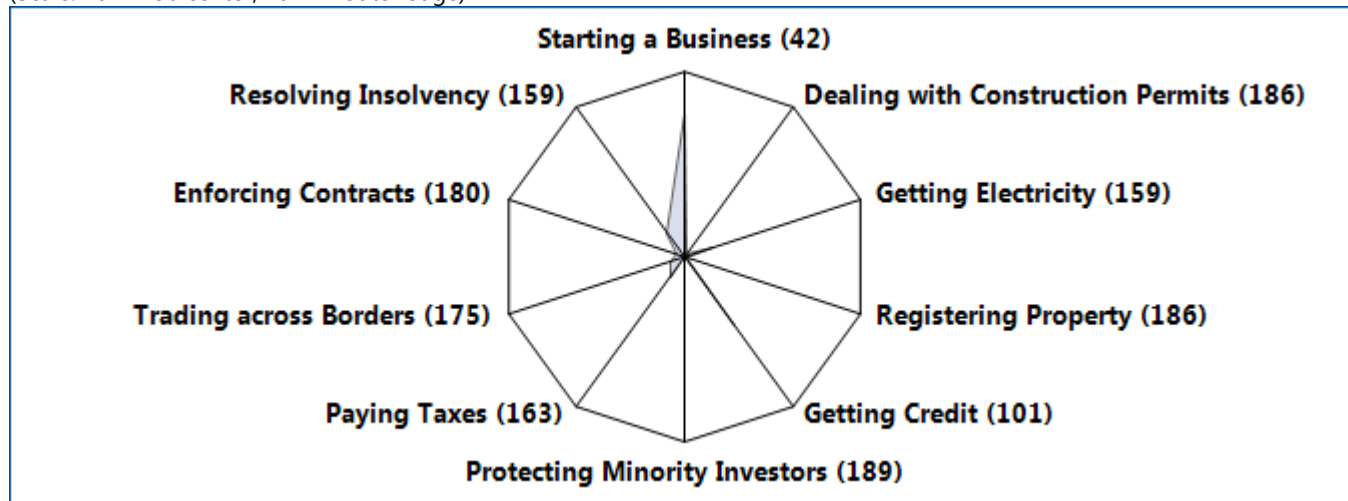 Starting a Business (42)
Resolving Insolvency (159)
Dealing with Construction Permits (186)
Enforcing Contracts (180)
Getting Electricity (159)
Trading across Borders (175)
Registering Property (186)
Paying Taxes (163)
Getting Credit (101)
Protecting Minority Investors (189)